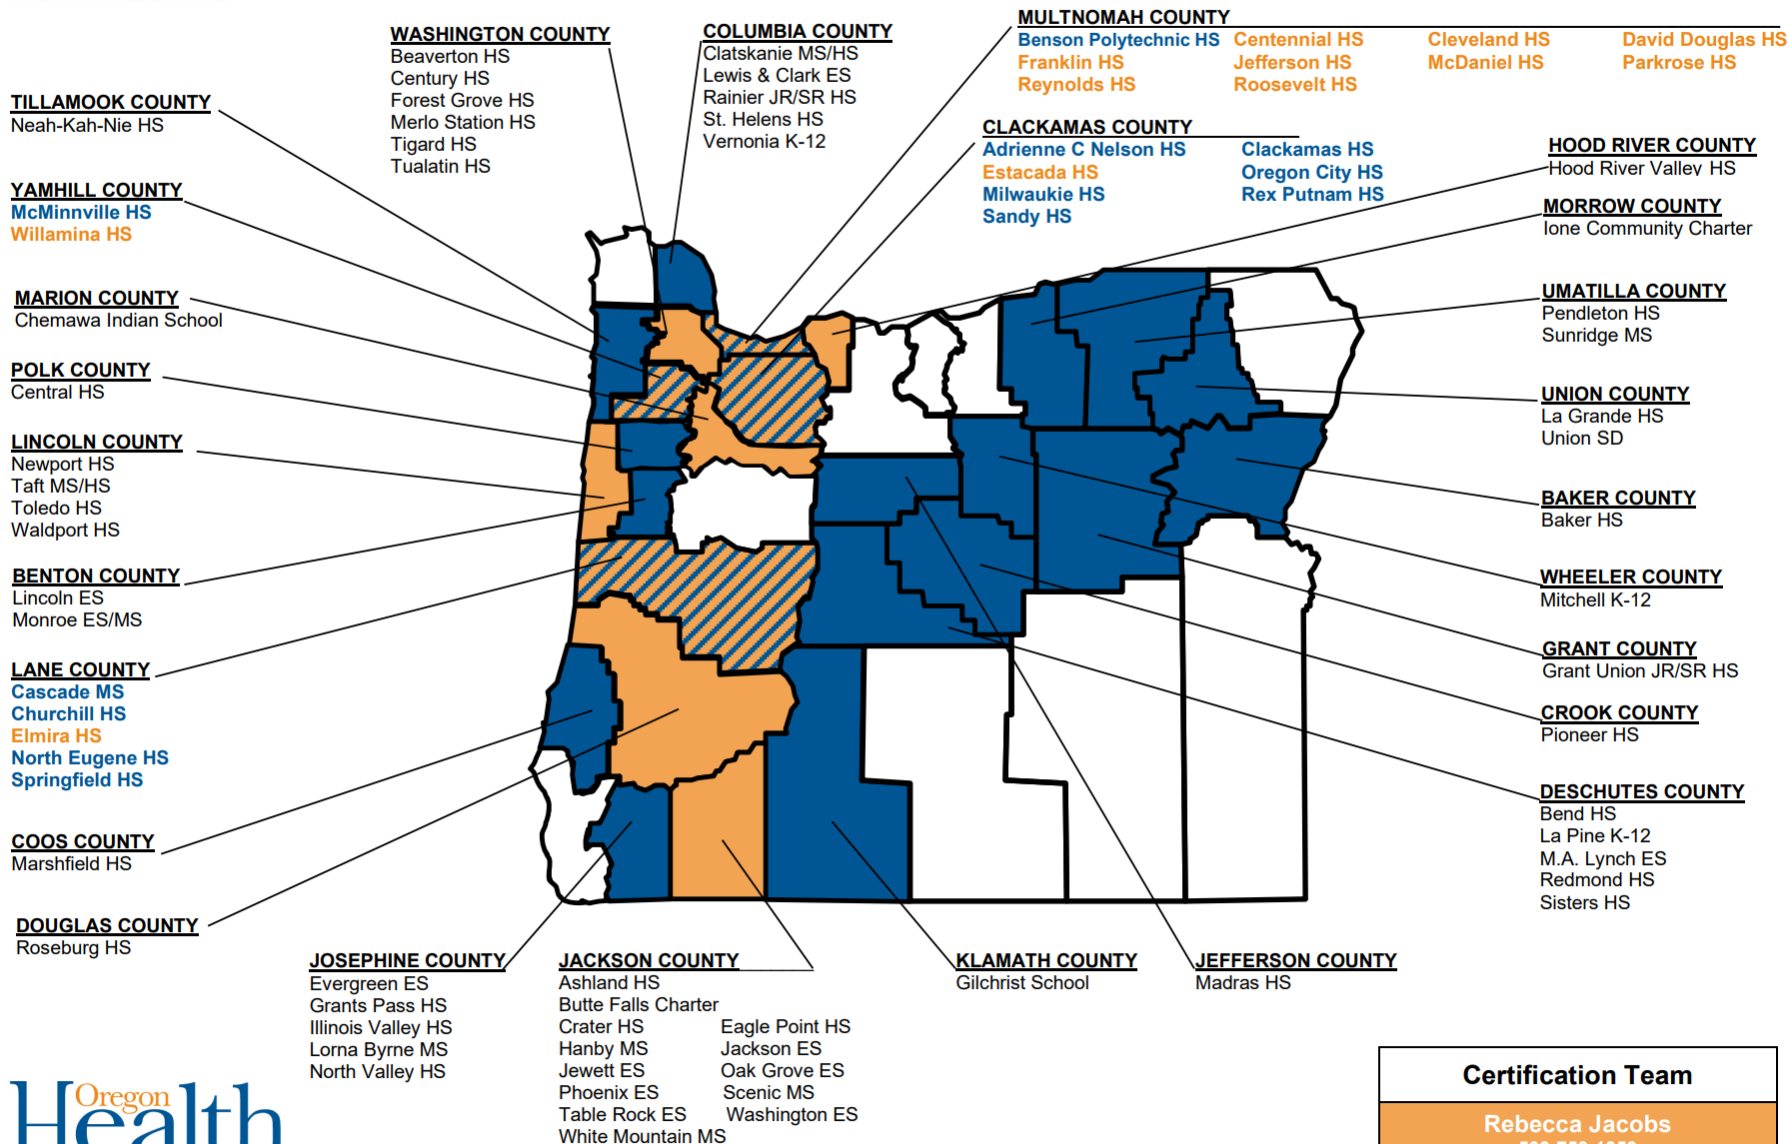 WASHINGTON COUNTY
Beaverton HS
Century HS
Forest Grove HS
Merlo Station HS
Tigard HS
Tualatin HS
COLUMBIA COUNTY
Clatskanie MS/HS
Lewis & Clark ES
Rainier JR/SR HS
St. Helens HS
Vernonia K-12
MULTNOMAH COUNTY
Benson Polytechnic HS Centennial HS Cleveland HS David Douglas HS
Franklin HS Jefferson HS McDaniel HS Parkrose HS
Reynolds HS Roosevelt HS
CLACKAMAS COUNTY
Adrienne C Nelson HS Clackamas HS
Estacada HS Oregon City HS
Milwaukie HS Rex Putnam HS
Sandy HS
TILLAMOOK COUNTY
Neah-Kah-Nie HS
YAMHILL COUNTY
McMinnville HS
Willamina HS
MARION COUNTY
Chemawa Indian School
POLK COUNTY
Central HS
LINCOLN COUNTY
Newport HS
Taft MS/HS
Toledo HS
Waldport HS
BENTON COUNTY
Lincoln ES
Monroe ES/MS
LANE COUNTY
Cascade MS
Churchill HS
Elmira HS
North Eugene HS
Springfield HS
COOS COUNTY
Marshfield HS
DOUGLAS COUNTY
Roseburg HS
HOOD RIVER COUNTY
Hood River Valley HS
MORROW COUNTY
Ione Community Charter
UMATILLA COUNTY
Pendleton HS
Sunridge MS
UNION COUNTY
La Grande HS
Union SD
BAKER COUNTY
Baker HS
WHEELER COUNTY
Mitchell K-12
GRANT COUNTY
Grant Union JR/SR HS
CROOK COUNTY
Pioneer HS
DESCHUTES COUNTY
Bend HS
La Pine K-12
M.A. Lynch ES
Redmond HS
Sisters HS
JOSEPHINE COUNTY
Evergreen ES
Grants Pass HS
Illinois Valley HS
Lorna Byrne MS
North Valley HS
JACKSON COUNTY
Ashland HS
Butte Falls Charter
Crater HS Eagle Point HS
Hanby MS Jackson ES
Jewett ES Oak Grove ES
Phoenix ES Scenic MS
Table Rock ES Washington ES
White Mountain MS
KLAMATH COUNTY
Gilchrist School
JEFFERSON COUNTY
Madras HS
Oregon
Health
Certification Team
Rebecca Jacobs